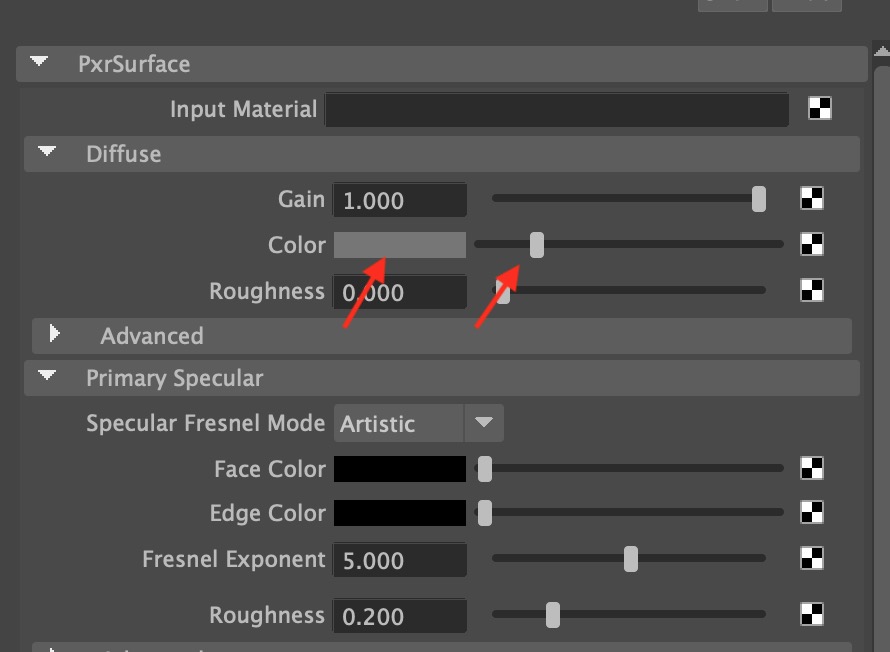 PxrSurface
Input Material
Diffuse
Gain 1.000
Color
Roughness 0.000
Advanced
Primary Specular
Specular Fresnel Mode Artistic
Face Color
Edge Color
Fresnel Exponent 5.000
Roughness 0.200